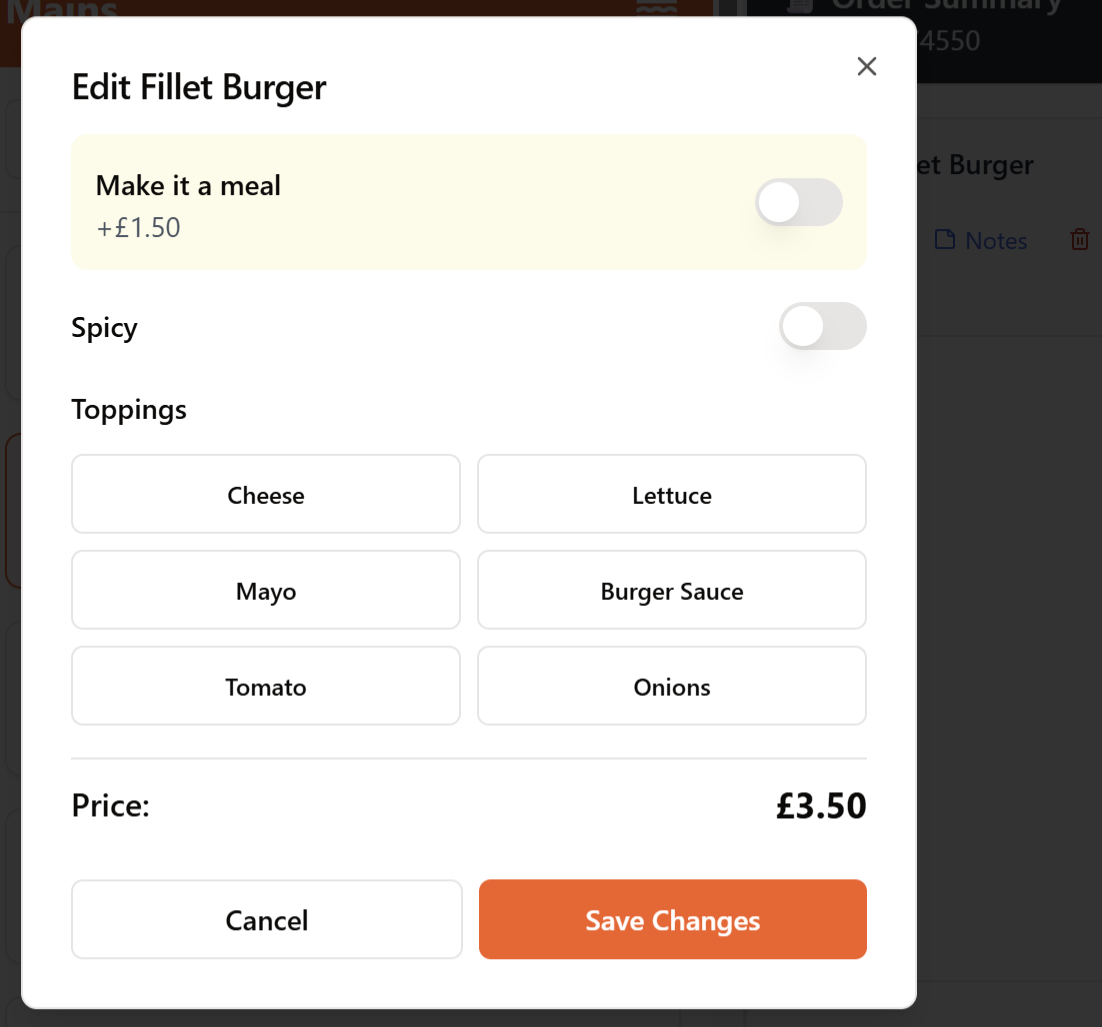 Mains
Order Summary
4550
Edit Fillet Burger
Make it a meal
+£1.50
et Burger
Notes
Spicy
Toppings
Cheese
Lettuce
Mayo
Burger Sauce
Tomato
Onions
Price:
£3.50
Cancel
Save Changes